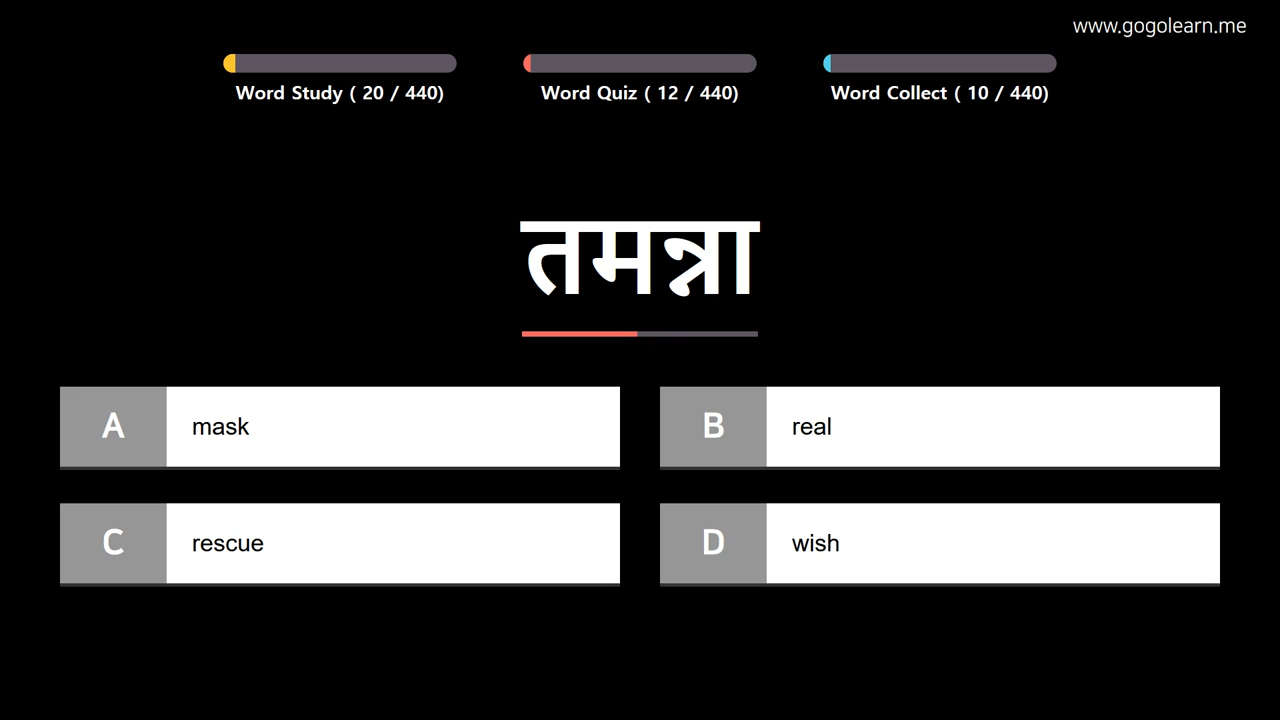 www.gogolearn.me
Word Study ( 20 / 440)
Word Quiz ( 12 / 440)
Word Collect ( 10 / 440)
तमन्ना
A mask
B real
C rescue
D wish